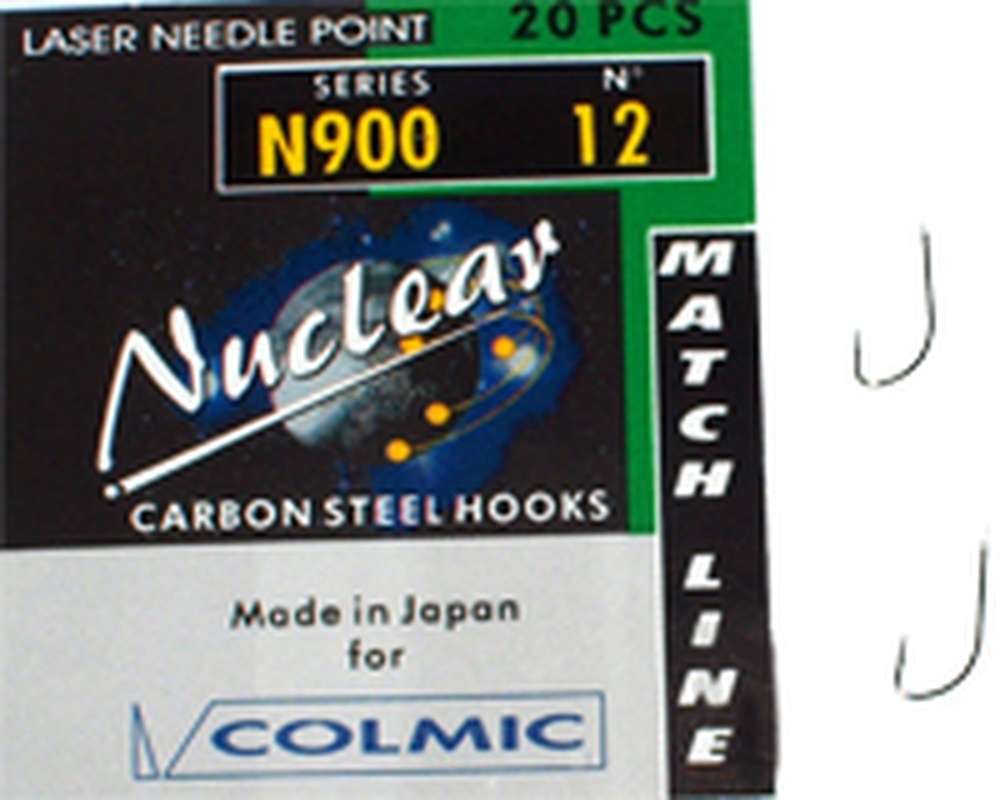 LASER NEEDLE POINT
20 PCS
SERIES N°
N900 12
Nuclear
CARBON STEEL HOOKS
MATCH LINE
Made in Japan
for
COLMIC